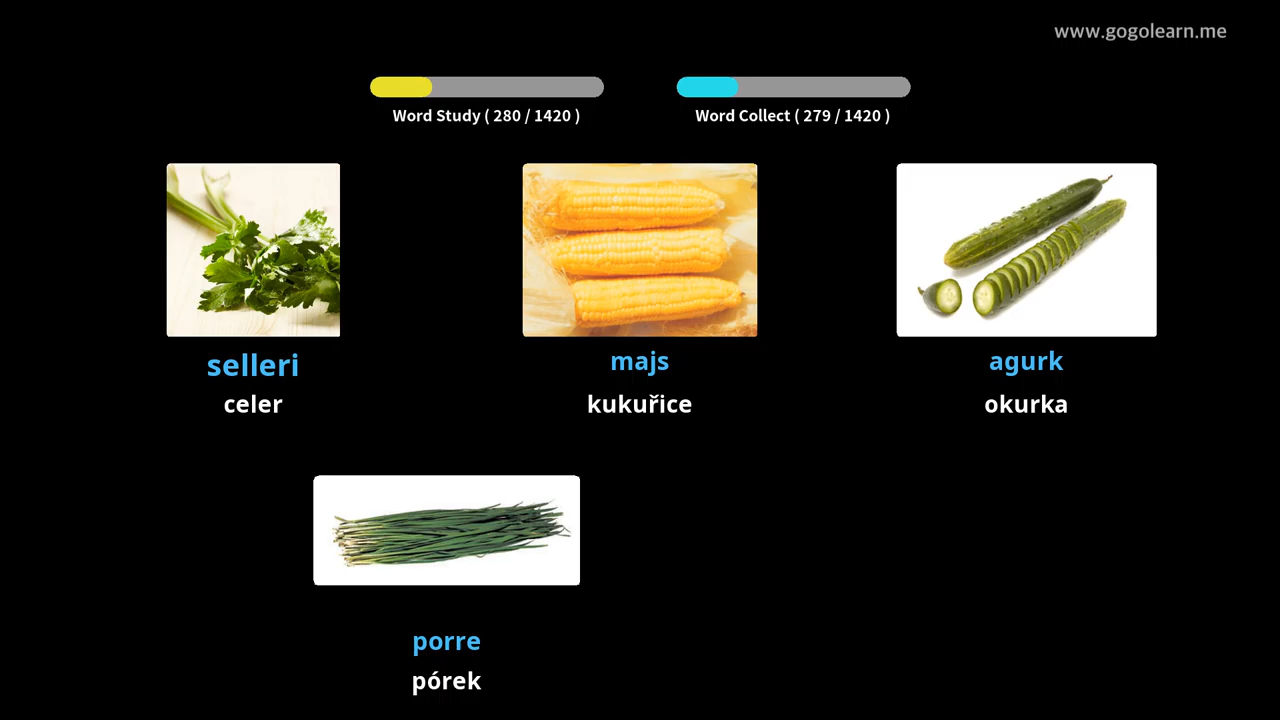 www.gogolearn.me
Word Study ( 280 / 1420 )
Word Collect ( 279 / 1420 )
selleri
majs
agurk
celer
kukuřice
okurka
porre
pórek